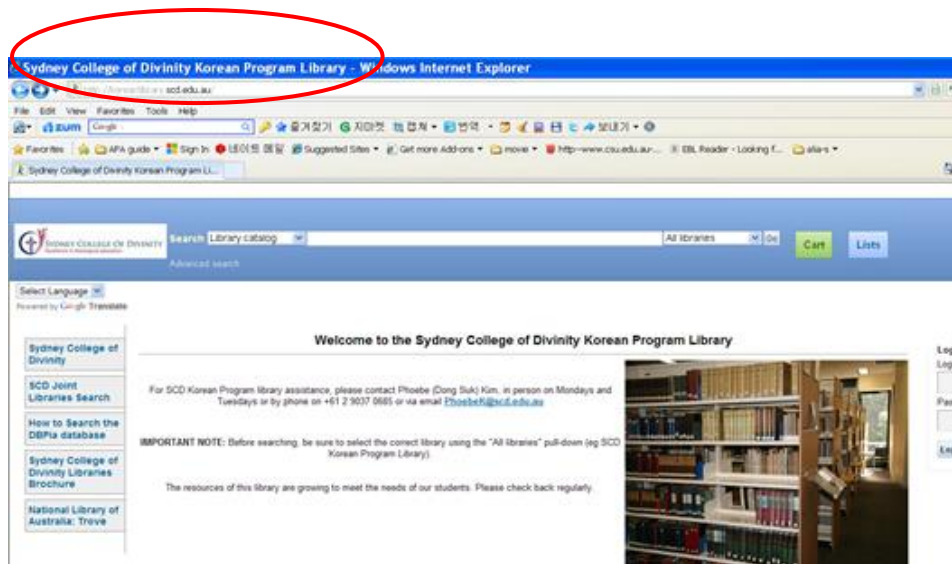 Sydney College of Divinity Korean Program Library - Windows Internet Explorer
scd.edu.au
File Edit View Favorites Tools Help
zum Google 즐겨찾기 G 지마켓 캡쳐 번역 보내기
Favorites APA guide Sign In 네이트 메일 Suggested Sites Get more Add-ons movie http--www.csu.edu.au-... EBL Reader - Looking f... alia-s
Sydney College of Divinity Korean Program Li...
SYDNEY COLLEGE OF DIVINITY Search Library catalog All libraries Go Cart Lists
Advanced search
Select Language
Powered by Google Translate
Welcome to the Sydney College of Divinity Korean Program Library
Sydney College of
Divinity
SCD Joint
Libraries Search
How to Search the
DBPia database
Sydney College of
Divinity Libraries
Brochure
National Library of
Australia: Trove
For SCD Korean Program library assistance, please contact Phoebe (Dong Suk) Kim, in person on Mondays and
Tuesdays or by phone on +61 2 9037 0685 or via email PhoebeK@scd.edu.au
IMPORTANT NOTE: Before searching, be sure to select the correct library using the "All libraries" pull-down (eg SCD
Korean Program Library).
The resources of this library are growing to meet the needs of our students. Please check back regularly.
Log
Log
Pas
Lo